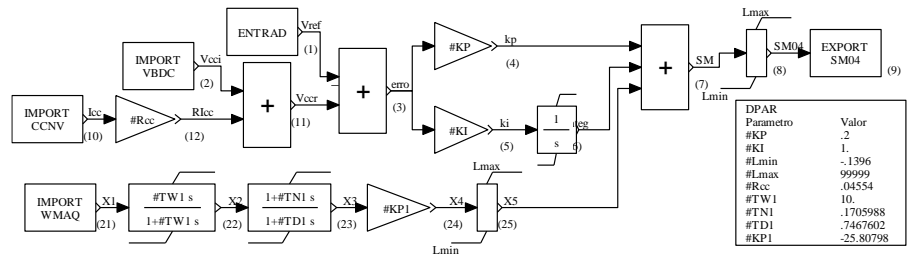 Lmax
ENTRAD
Vref
(1)
#KP
kp
(4)
IMPORT
VBDC
Vcci
(2)
+
+
–
erro
(3)
+
SM
(7)
SM04
(8)
EXPORT
SM04
(9)
Lmin
IMPORT
CCNV
Icc
(10)
#Rcc
RIcc
(12)
Vccr
(11)
#KI
ki
(5)
1
s
(6)
DPAR
Parametro Valor
#KP .2
#KI 1.
#Lmin -.1396
#Lmax 99999
#Rcc .04554
#TW1 10.
#TN1 .1705988
#TD1 .7467602
#KP1 -25.80798
Lmax
IMPORT
WMAQ
X1
(21)
#TW1 s
1+#TW1 s
X2
(22)
1+#TN1 s
1+#TD1 s
X3
(23)
#KP1
X4
(24)
X5
(25)
Lmin